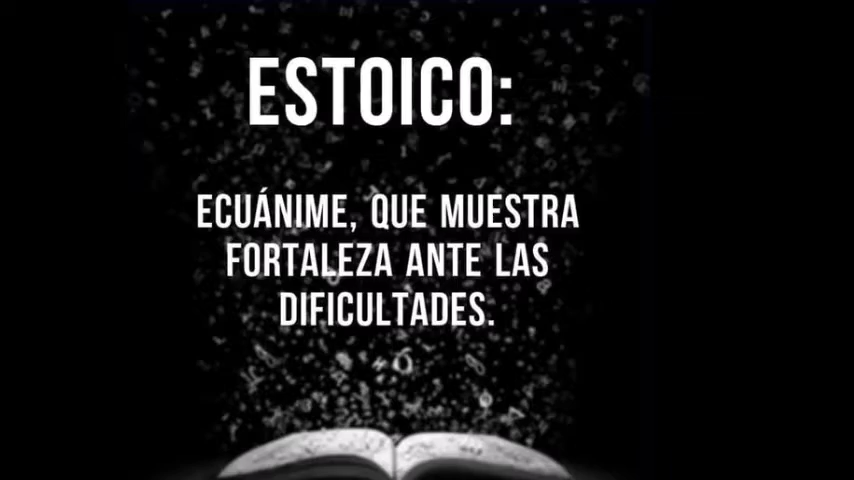 ESTOICO:
ECUÁNIME, QUE MUESTRA
FORTALEZA ANTE LAS
DIFICULTADES.